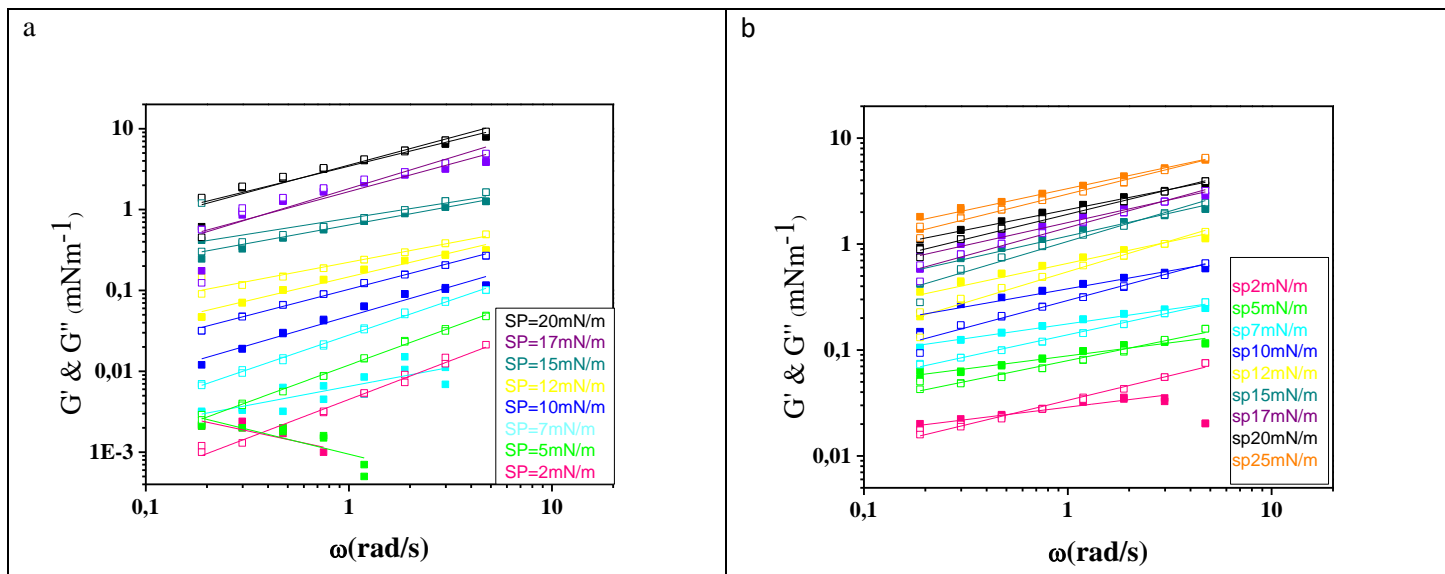 a
G' & G" (mNm-1)
10
1
0,1
0,01
1E-3
0,1
1
10
ω(rad/s)
SP=20mN/m
SP=17mN/m
SP=15mN/m
SP=12mN/m
SP=10mN/m
SP=7mN/m
SP=5mN/m
SP=2mN/m
b
G' & G" (mNm-1)
10
1
0,1
0,01
0,1
1
10
ω(rad/s)
sp2mN/m
sp5mN/m
sp7mN/m
sp10mN/m
sp12mN/m
sp15mN/m
sp17mN/m
sp20mN/m
sp25mN/m